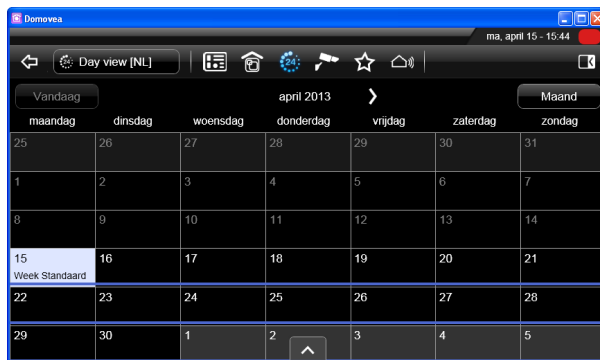 Domovea
ma, april 15 - 15:44
24 Day view [NL] 24
Vandaag april 2013 Maand
maandag dinsdag woensdag donderdag vrijdag zaterdag zondag
25 26 27 28 29 30 31
1 2 3 4 5 6 7
8 9 10 11 12 13 14
15 16 17 18 19 20 21
Week Standaard
22 23 24 25 26 27 28
29 30 1 2 3 4 5